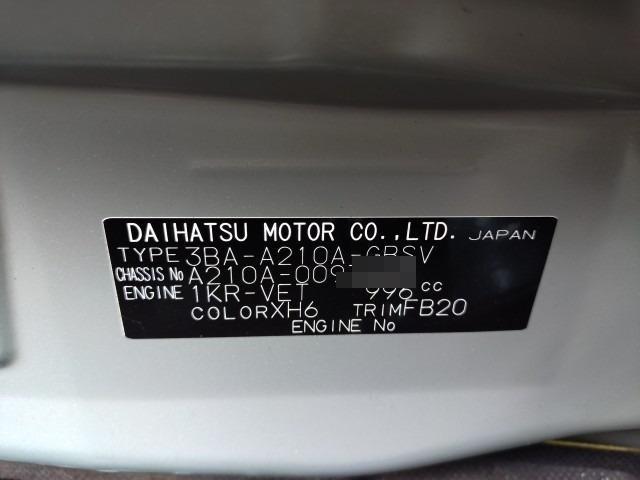 DAIHATSU MOTOR CO.,LTD. JAPAN
TYPE 3BA-A210A-GBSV
CHASSIS No A210A-009
ENGINE 1KR-VET 996 cc
COLOR XH6 TRIM FB20
ENGINE No